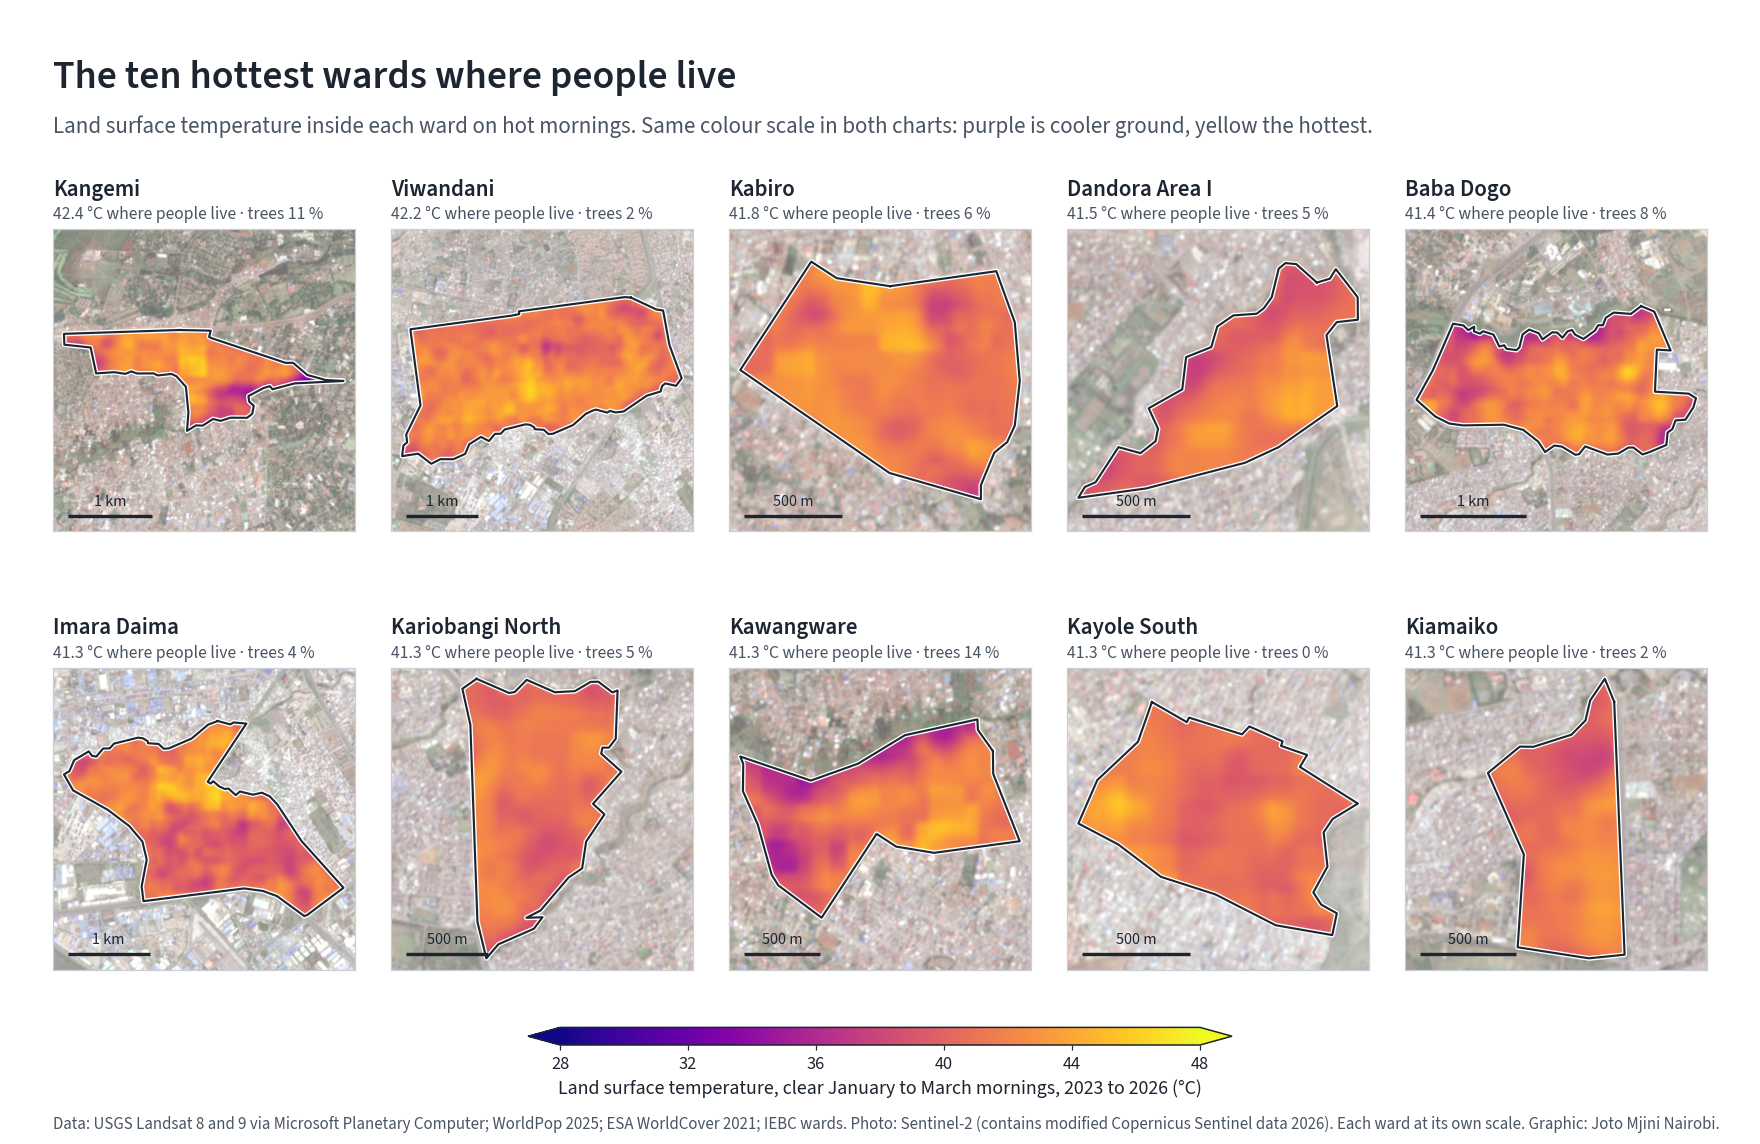 The ten hottest wards where people live
Land surface temperature inside each ward on hot mornings. Same colour scale in both charts: purple is cooler ground, yellow the hottest.
Kangemi
42.4 °C where people live · trees 11 %
1 km
Viwandani
42.2 °C where people live · trees 2 %
1 km
Kabiro
41.8 °C where people live · trees 6 %
500 m
Dandora Area I
41.5 °C where people live · trees 5 %
500 m
Baba Dogo
41.4 °C where people live · trees 8 %
1 km
Imara Daima
41.3 °C where people live · trees 4 %
1 km
Kariobangi North
41.3 °C where people live · trees 5 %
500 m
Kawangware
41.3 °C where people live · trees 14 %
500 m
Kayole South
41.3 °C where people live · trees 0 %
500 m
Kiamaiko
41.3 °C where people live · trees 2 %
500 m
28 32 36 40 44 48
Land surface temperature, clear January to March mornings, 2023 to 2026 (°C)
Data: USGS Landsat 8 and 9 via Microsoft Planetary Computer; WorldPop 2025; ESA WorldCover 2021; IEBC wards. Photo: Sentinel-2 (contains modified Copernicus Sentinel data 2026). Each ward at its own scale. Graphic: Joto Mjini Nairobi.